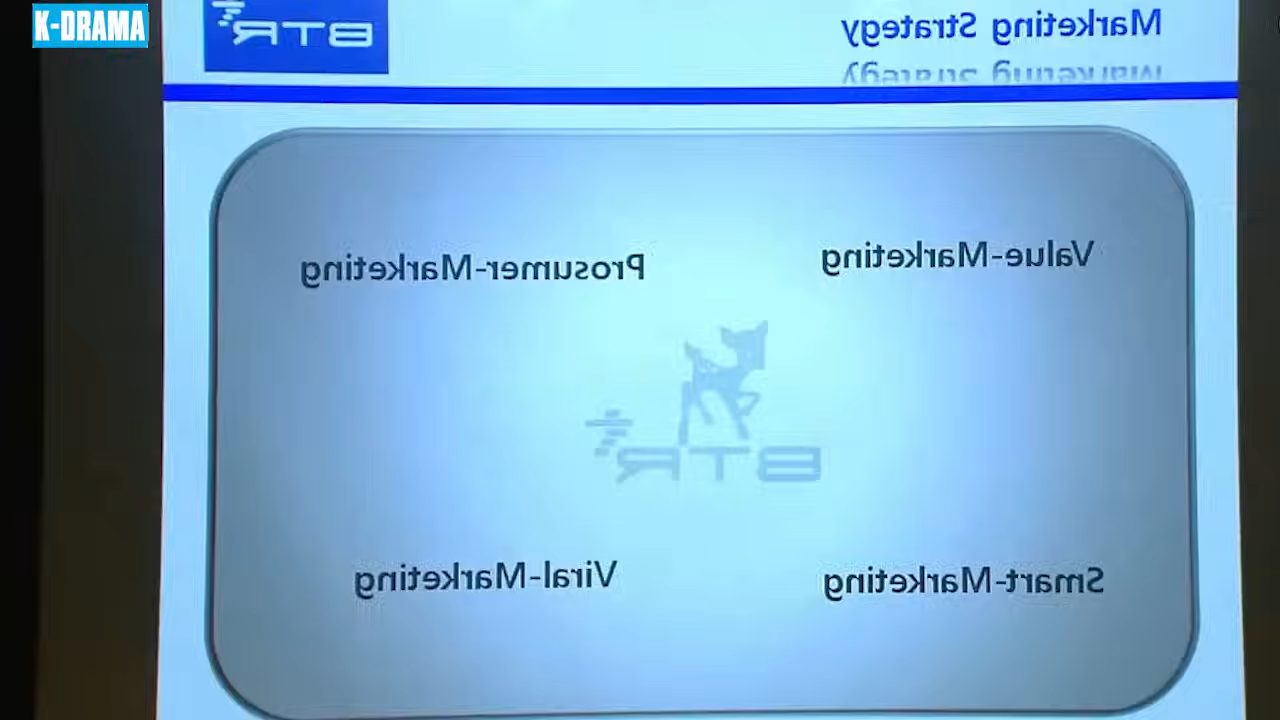 K-DRAMA
Marketing Strategy
BTR
Value-Marketing
Prosumer-Marketing
BTR
Smart-Marketing
Viral-Marketing